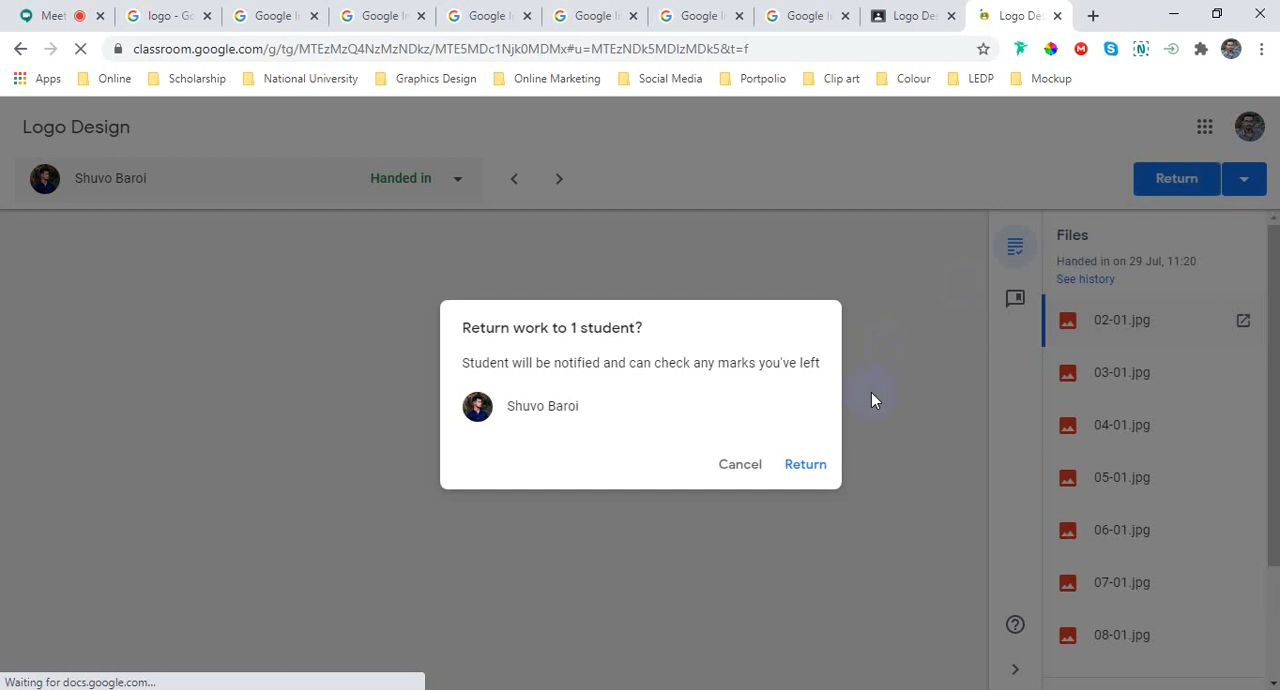 Meet
logo - Go
Google I
Google In
Google In
Google In
Google In
Google In
Logo De
Logo De
classroom.google.com/g/tg/MTEzMzQ4NzMzNDkz/MTE5MDc1Njk0MDMx#u=MTEzNDk5MDIzMDk5&t=f
Apps
Online
Scholarship
National University
Graphics Design
Online Marketing
Social Media
Portpolio
Clip art
Colour
LEDP
Mockup
Logo Design
Shuvo Baroi
Handed in
Return
Files
Handed in on 29 Jul, 11:20
See history
02-01.jpg
03-01.jpg
04-01.jpg
05-01.jpg
06-01.jpg
07-01.jpg
08-01.jpg
Return work to 1 student?
Student will be notified and can check any marks you've left
Shuvo Baroi
Cancel Return
Waiting for docs.google.com...